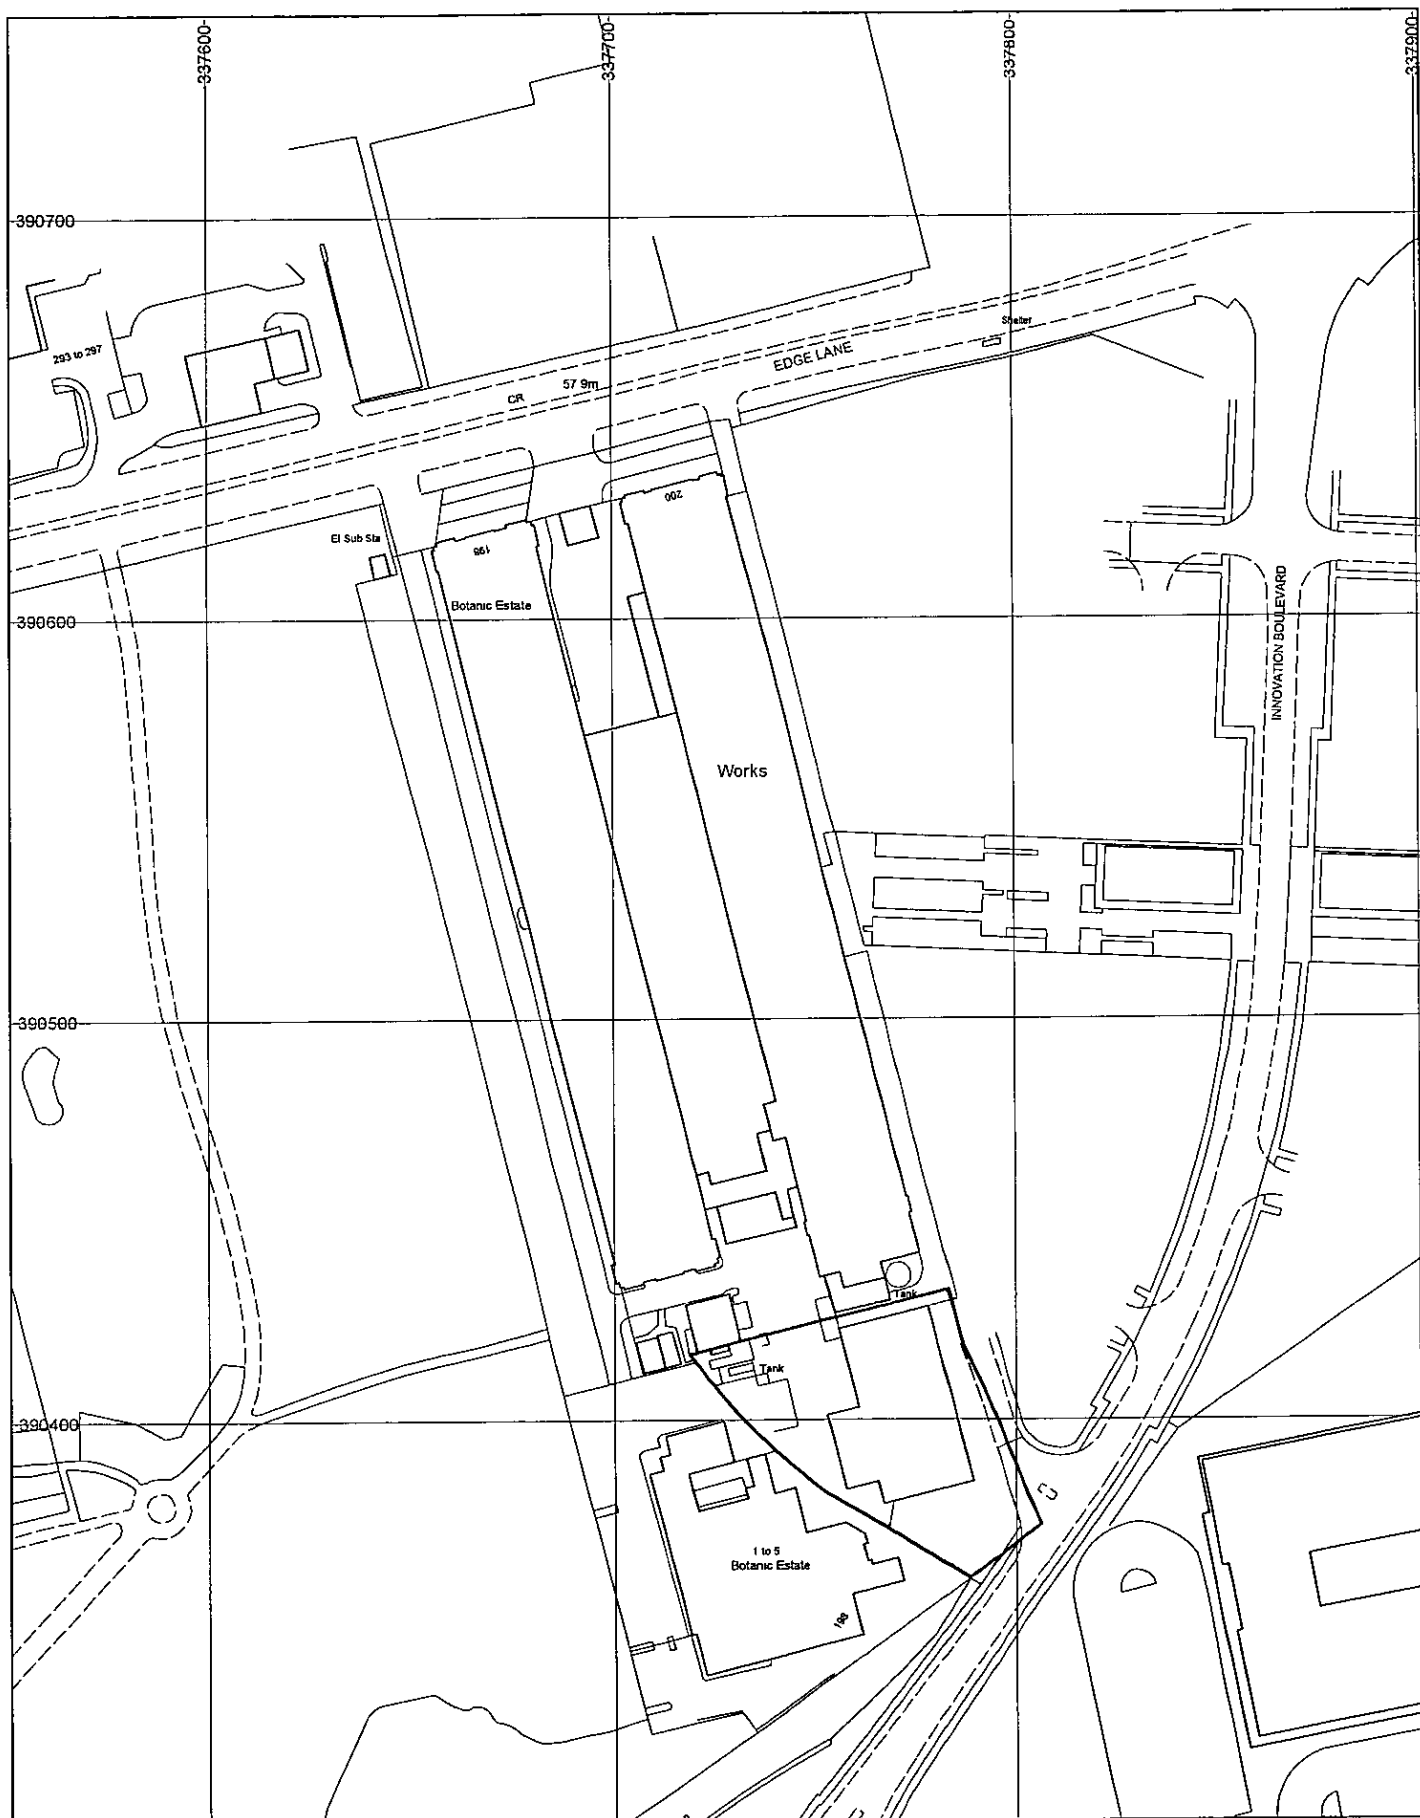 337600
337700
337800
337900
390700
Shelter
EDGE LANE
293 to 297
57 9m
CR
200
El Sub Sta
198
Botanic Estate
390600
INNOVATION BOULEVARD
Works
390500
Tank
Tank
390400
1 to 5
Botanic Estate
198